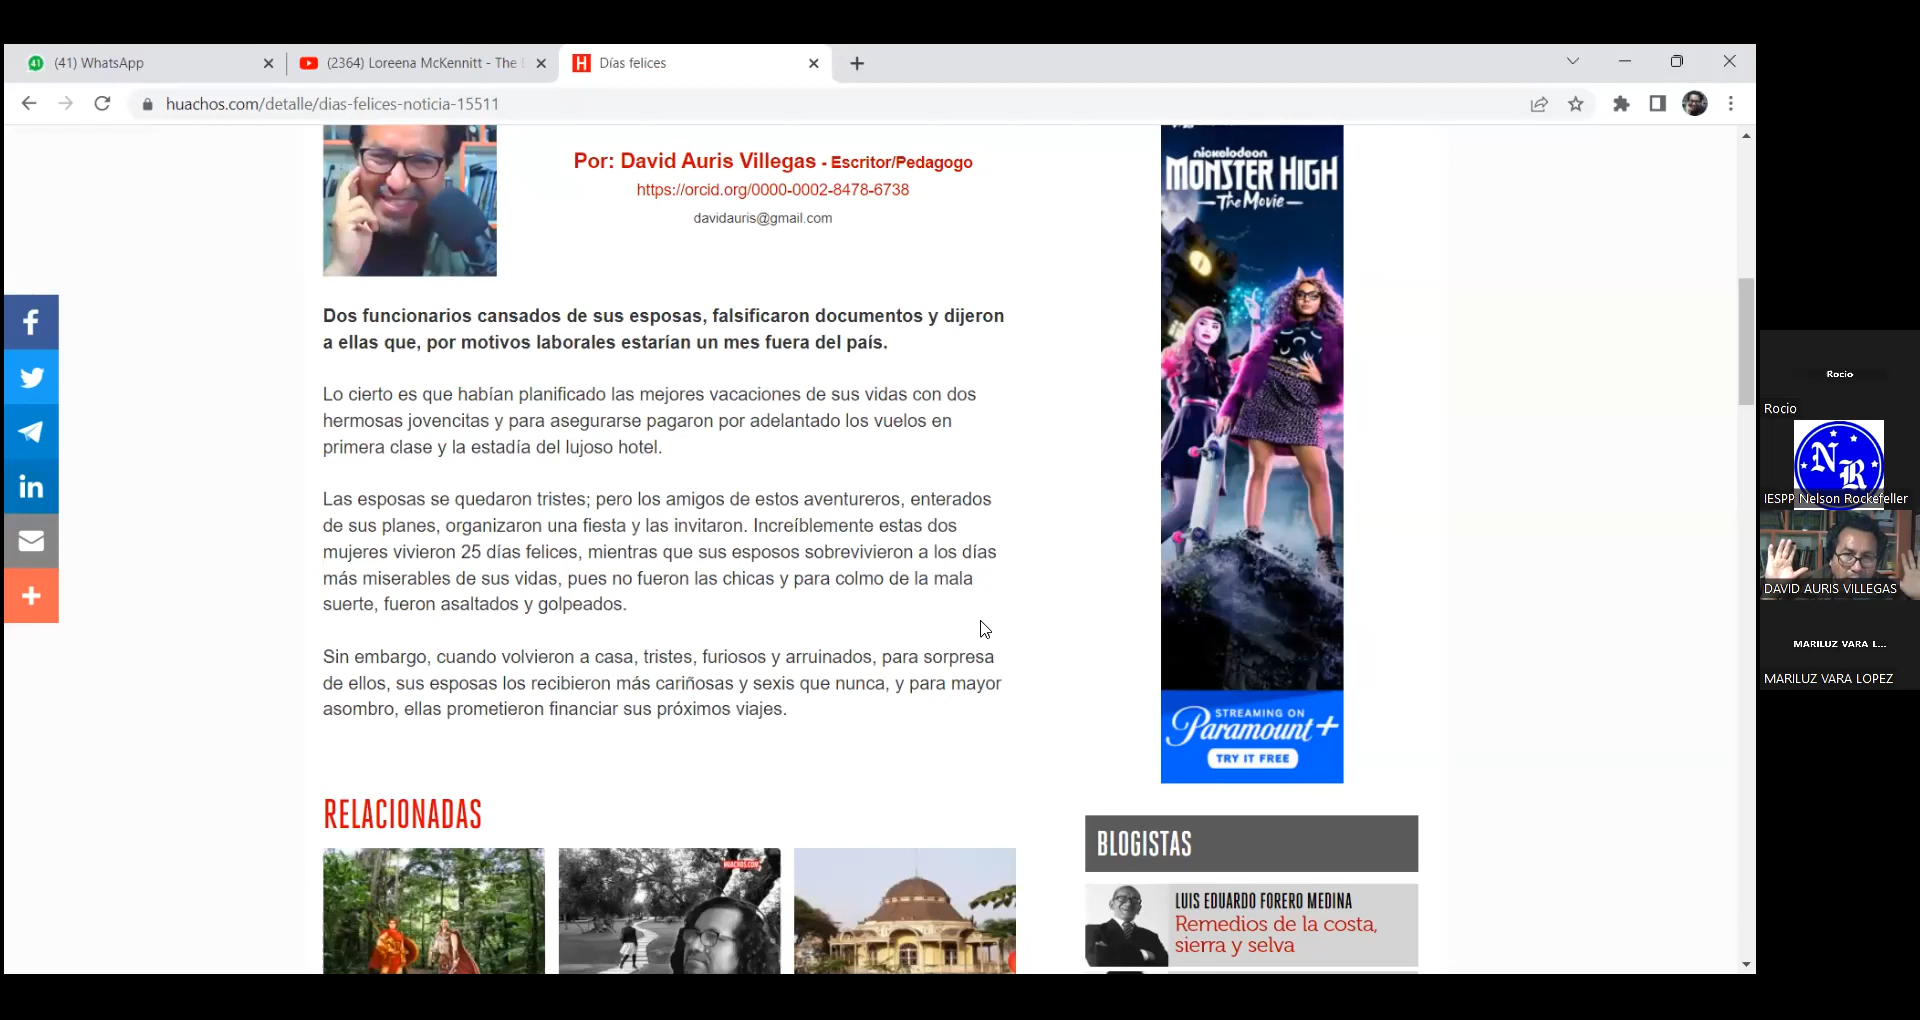 41 (41) WhatsApp
(2364) Loreena McKennitt - The
H Días felices
huachos.com/detalle/dias-felices-noticia-15511
Por: David Auris Villegas - Escritor/Pedagogo
https://orcid.org/0000-0002-8478-6738
davidauris@gmail.com
Dos funcionarios cansados de sus esposas, falsificaron documentos y dijeron
a ellas que, por motivos laborales estarían un mes fuera del país.
Lo cierto es que habían planificado las mejores vacaciones de sus vidas con dos
hermosas jovencitas y para asegurarse pagaron por adelantado los vuelos en
primera clase y la estadía del lujoso hotel.
Las esposas se quedaron tristes; pero los amigos de estos aventureros, enterados
de sus planes, organizaron una fiesta y las invitaron. Increíblemente estas dos
mujeres vivieron 25 días felices, mientras que sus esposos sobrevivieron a los días
más miserables de sus vidas, pues no fueron las chicas y para colmo de la mala
suerte, fueron asaltados y golpeados.
Sin embargo, cuando volvieron a casa, tristes, furiosos y arruinados, para sorpresa
de ellos, sus esposas los recibieron más cariñosas y sexis que nunca, y para mayor
asombro, ellas prometieron financiar sus próximos viajes.
RELACIONADAS
HUACHOS.COM
nickelodeon
MONSTER HIGH
The Movie
STREAMING ON
Paramount+
TRY IT FREE
BLOGISTAS
LUIS EDUARDO FORERO MEDINA
Remedios de la costa,
sierra y selva
Rocio
Rocio
NR
IESPP Nelson Rockefeller
DAVID AURIS VILLEGAS
MARILUZ VARA L...
MARILUZ VARA LOPEZ